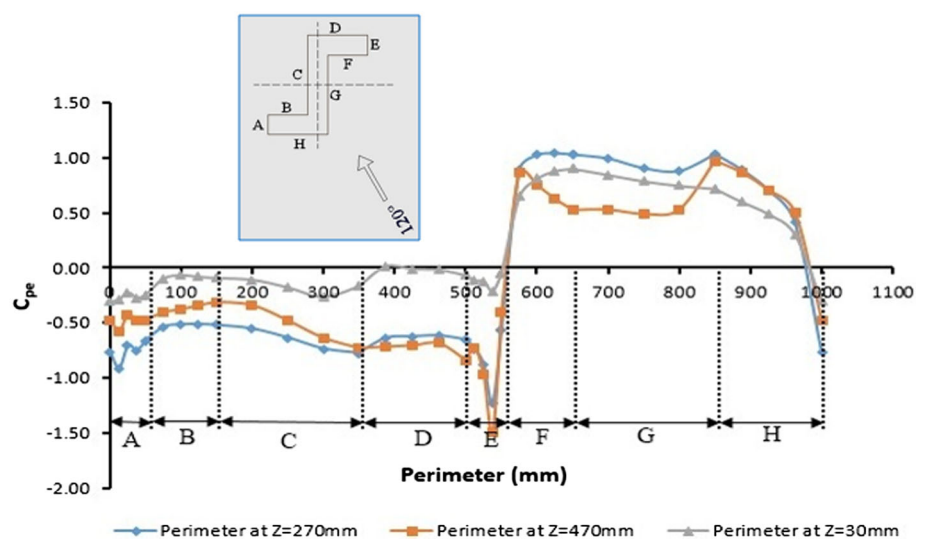 D
E
F
C
G
B
A
H
120°
1.50
1.00
0.50
0.00
0 100 200 300 400 500 600 700 800 900 1000 1100
-0.50
-1.00
-1.50
-2.00
Cpe
A B C D E F G H
Perimeter (mm)
Perimeter at Z=270mm Perimeter at Z=470mm Perimeter at Z=30mm